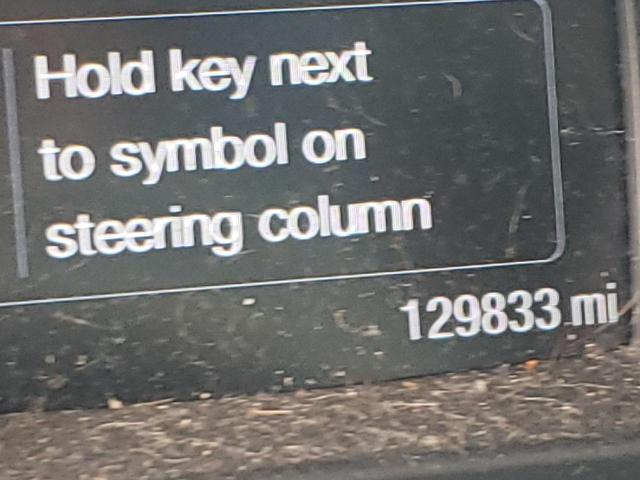 Hold key next
to symbol on
steering column
129833 mi